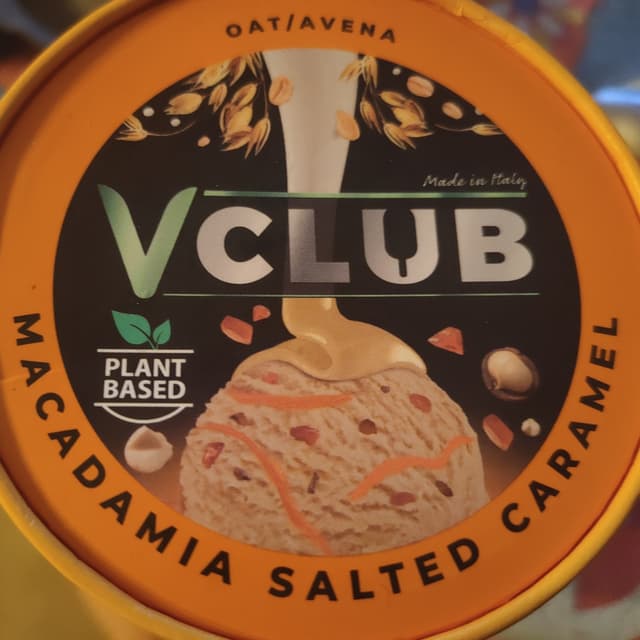 OAT/AVENA
Made in Italy
VCLUB
PLANT
BASED
MACADAMIA SALTED CARAMEL